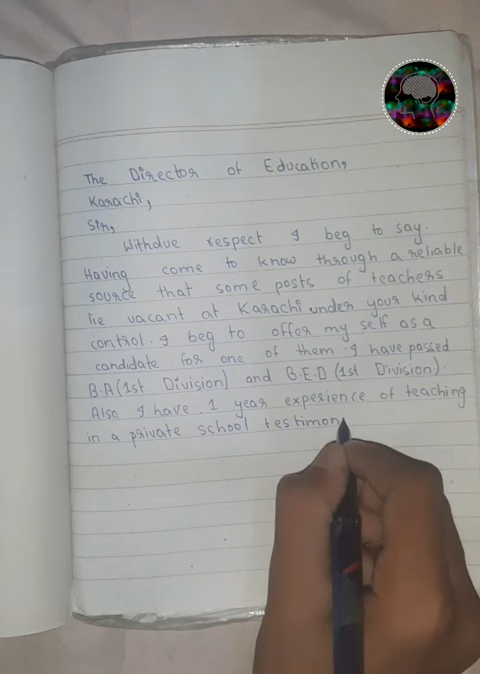 The Director of Education,
Karachi,
Sir,
Withdue respect I beg to say.
Having come to know through a reliable
source that some posts of teachers
lie vacant at Karachi under your kind
control. I beg to offer my self as a
candidate for one of them. I have passed
B.A (1st Division) and B.E.D (1st Division).
Also I have 1 year experience of teaching
in a private school testimon